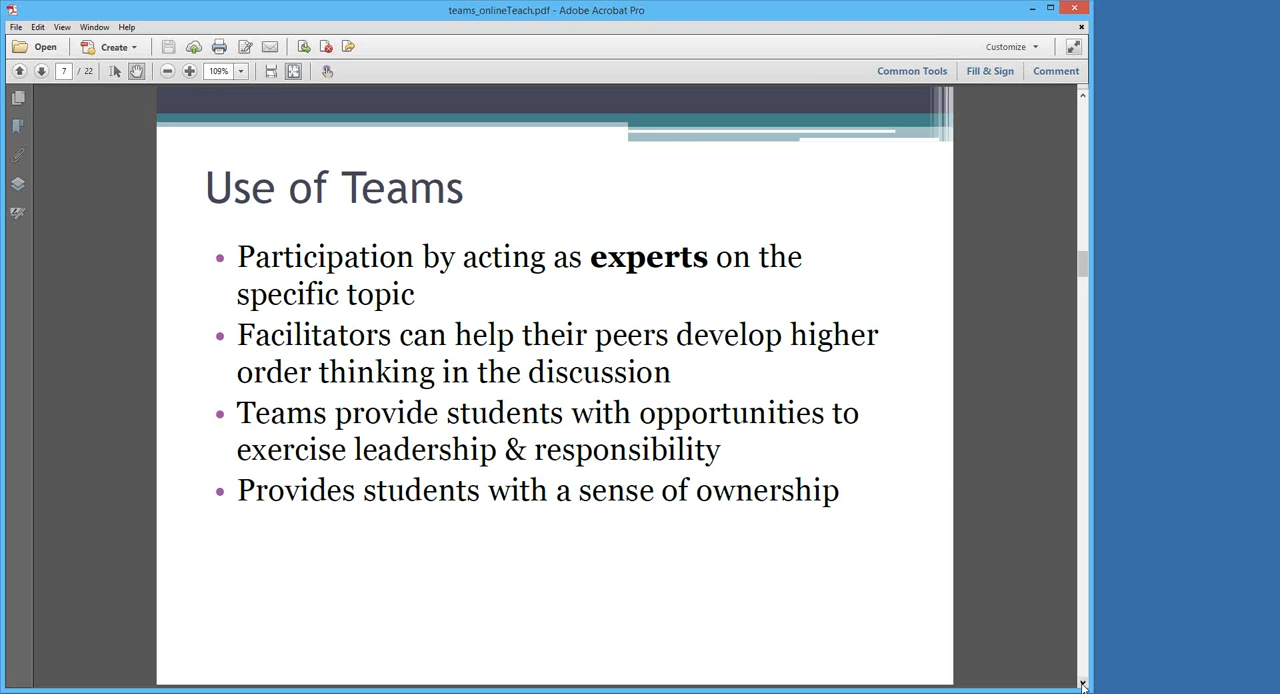 teams_onlineTeach.pdf - Adobe Acrobat Pro
File Edit View Window Help
Open Create Customize
7 / 22 109% Common Tools Fill & Sign Comment
Use of Teams
• Participation by acting as experts on the
specific topic
• Facilitators can help their peers develop higher
order thinking in the discussion
• Teams provide students with opportunities to
exercise leadership & responsibility
• Provides students with a sense of ownership